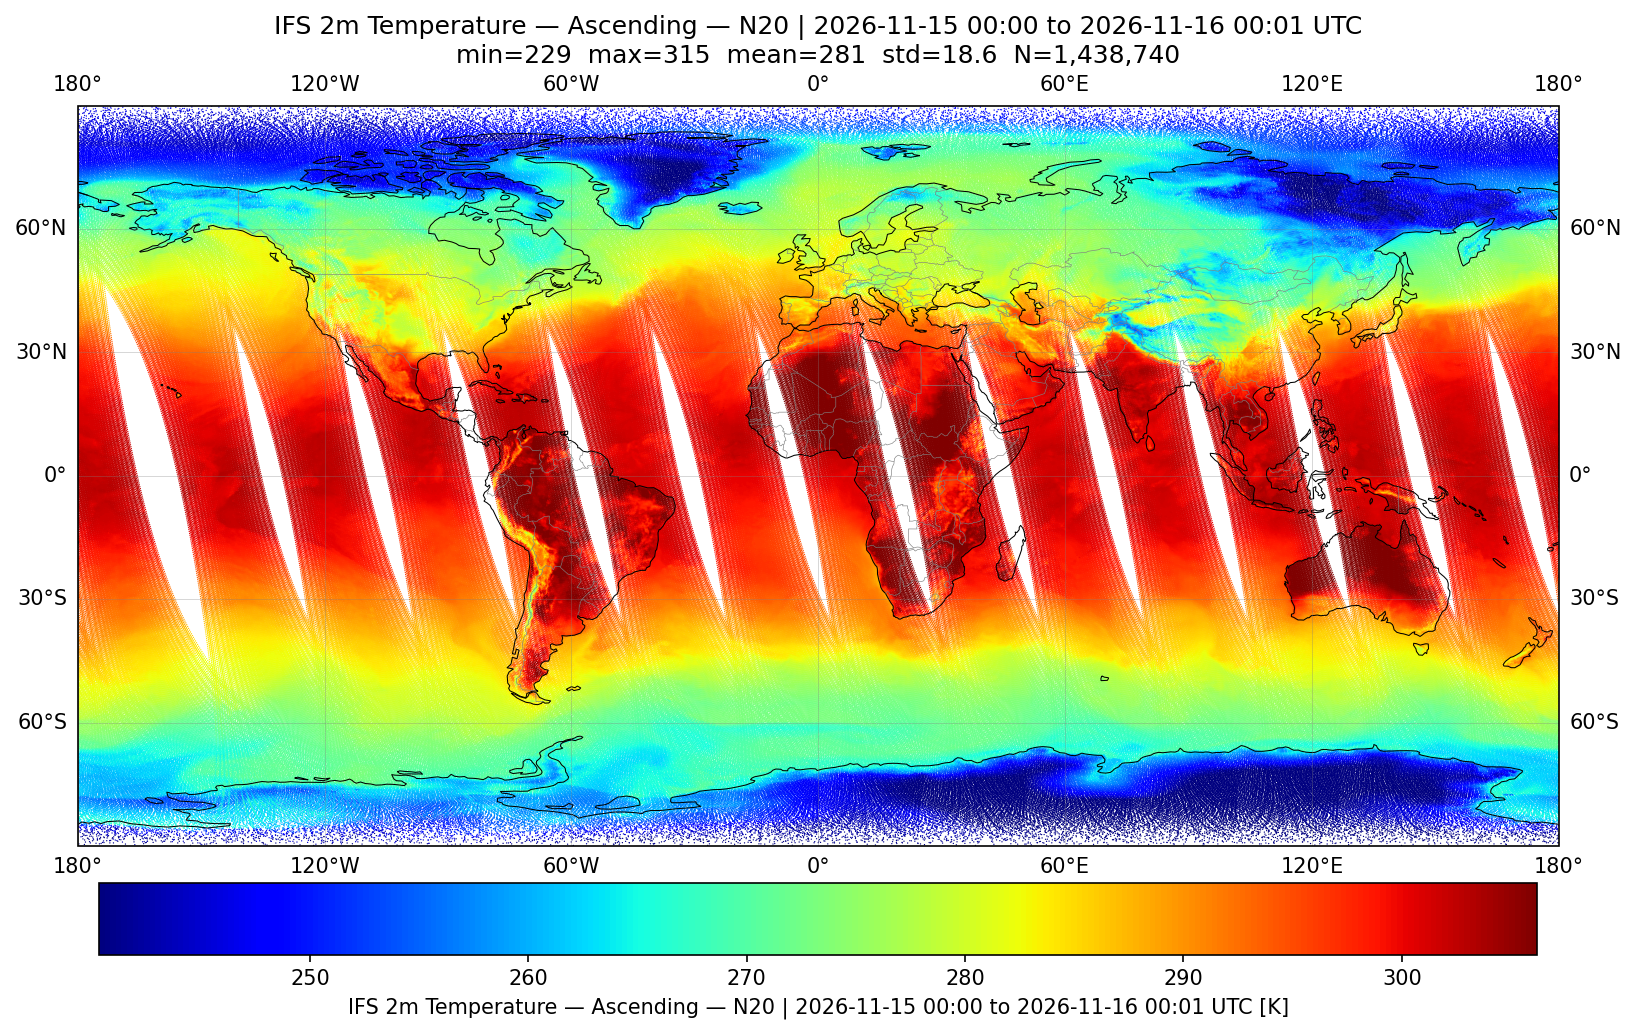 IFS 2m Temperature — Ascending — N20 | 2026-11-15 00:00 to 2026-11-16 00:01 UTC
min=229 max=315 mean=281 std=18.6 N=1,438,740
180° 120°W 60°W 0° 60°E 120°E 180°
60°N 60°N
30°N 30°N
0° 0°
30°S 30°S
60°S 60°S
180° 120°W 60°W 0° 60°E 120°E 180°
250 260 270 280 290 300
IFS 2m Temperature — Ascending — N20 | 2026-11-15 00:00 to 2026-11-16 00:01 UTC [K]